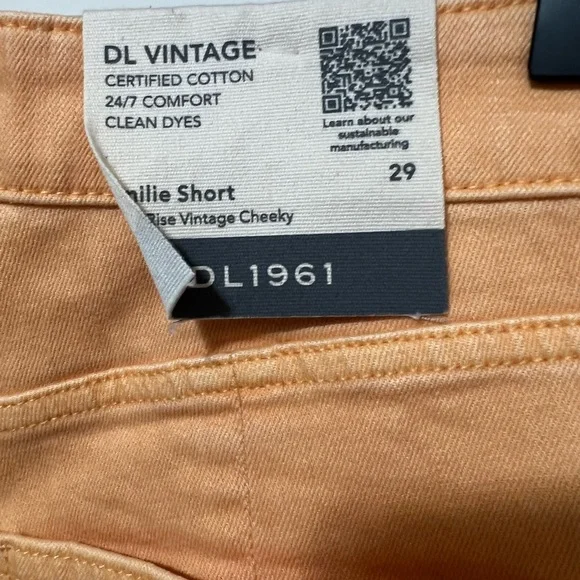 DL VINTAGE
CERTIFIED COTTON
24/7 COMFORT
CLEAN DYES
Learn about our
sustainable
manufacturing
29
milie Short
Rise Vintage Cheeky
DL1961